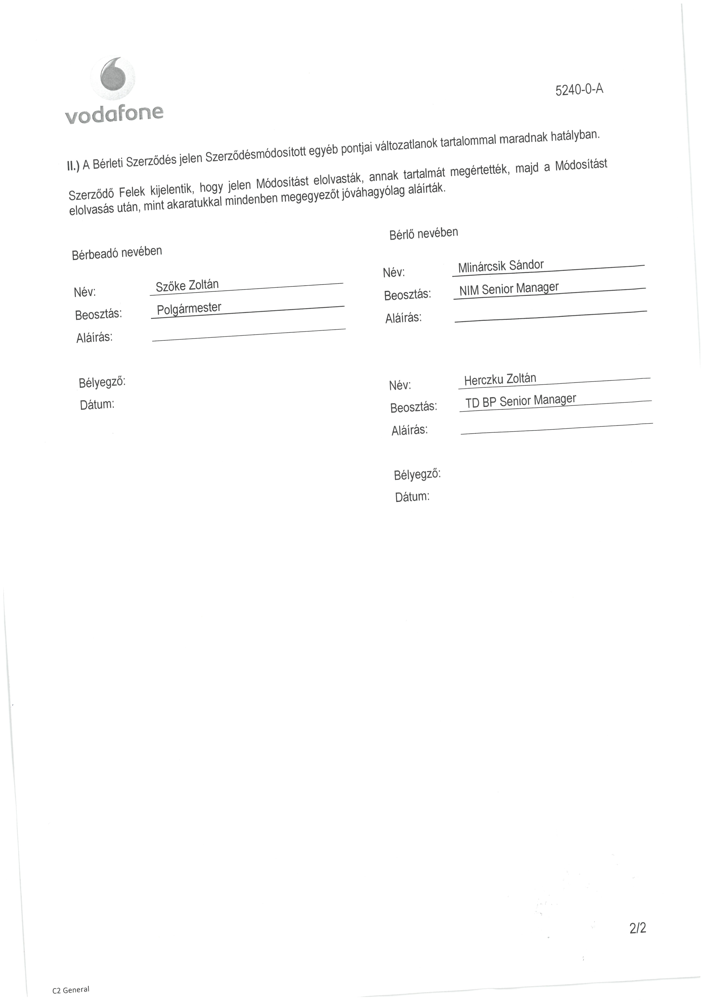 vodafone
5240-0-A
II.) A Bérleti Szerződés jelen Szerződésmódosított egyéb pontjai változatlanok tartalommal maradnak hatályban.
Szerződő Felek kijelentik, hogy jelen Módosítást elolvasták, annak tartalmát megértették, majd a Módosítást
elolvasás után, mint akaratukkal mindenben megegyezőt jóváhagyólag aláírták.
Bérbeadó nevében
Név: Szőke Zoltán
Beosztás: Polgármester
Aláírás:
Bélyegző:
Dátum:
Bérlő nevében
Név: Mlinárcsik Sándor
Beosztás: NIM Senior Manager
Aláírás:
Név: Herczku Zoltán
Beosztás: TD BP Senior Manager
Aláírás:
Bélyegző:
Dátum:
2/2
C2 General